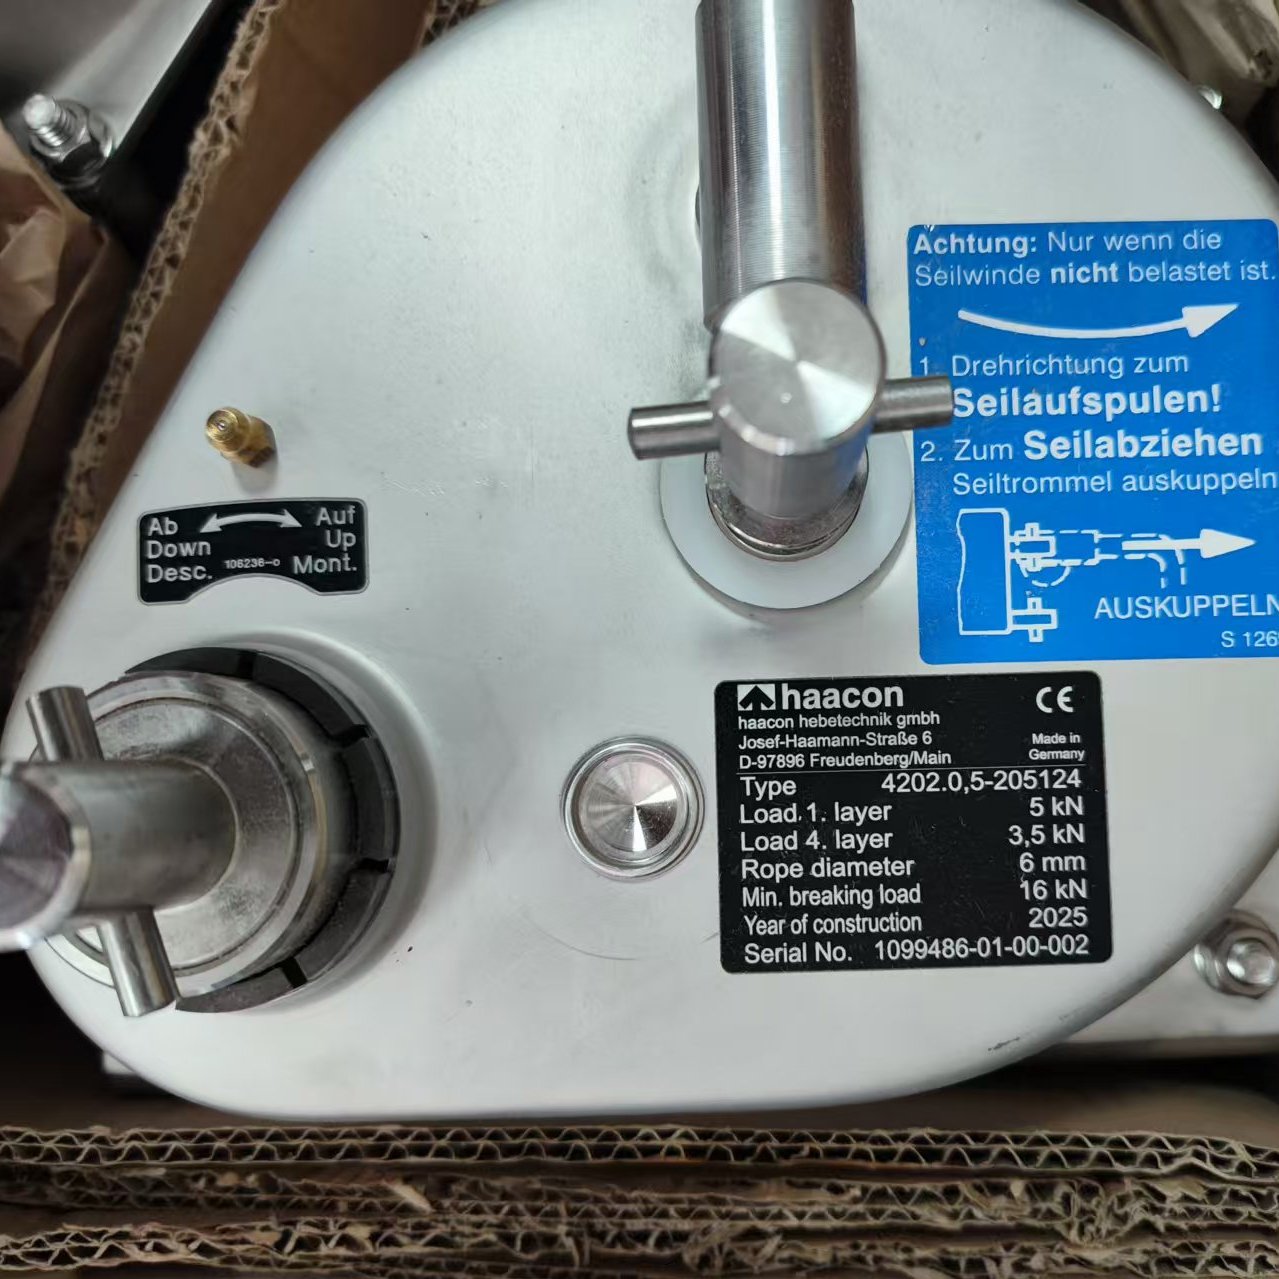 Achtung: Nur wenn die
Seilwinde nicht belastet ist.
1. Drehrichtung zum
Seilaufspulen!
2. Zum Seilabziehen
Seiltrommel auskuppeln
AUSKUPPELN
S 126
Ab Auf
Down Up
Desc. 106236-0 Mont.
haacon CE
haacon hebetechnik gmbh
Josef-Haamann-Straße 6 Made in
D-97896 Freudenberg/Main Germany
Type 4202.0,5-205124
Load 1. layer 5 kN
Load 4. layer 3,5 kN
Rope diameter 6 mm
Min. breaking load 16 kN
Year of construction 2025
Serial No. 1099486-01-00-002